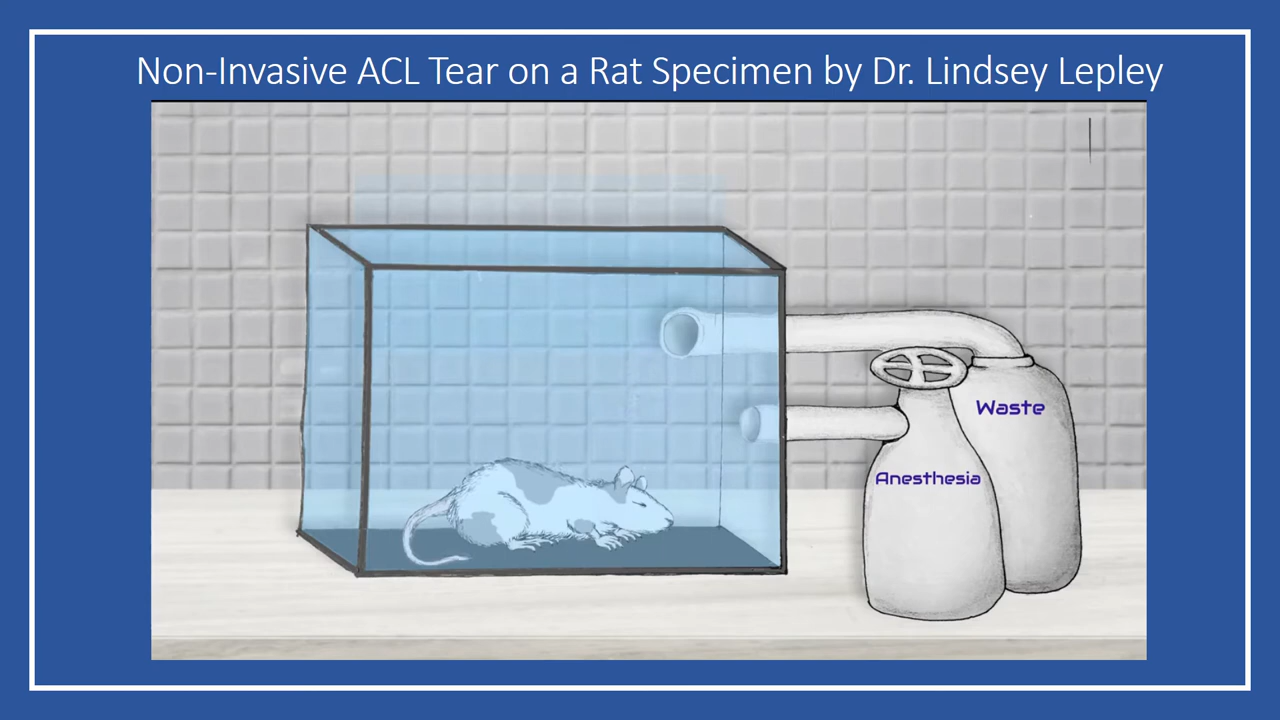 Non-Invasive ACL Tear on a Rat Specimen by Dr. Lindsey Lepley
Waste
Anesthesia